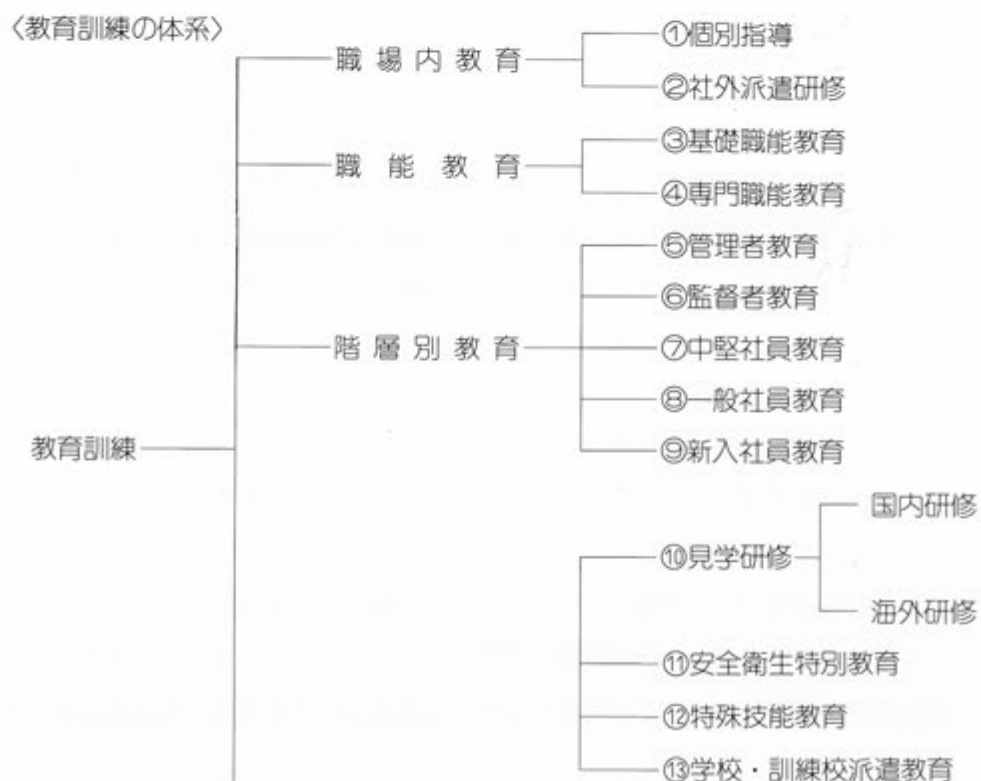 〈教育訓練の体系〉
職場内教育
①個別指導
②社外派遣研修
職能教育
③基礎職能教育
④専門職能教育
階層別教育
⑤管理者教育
⑥監督者教育
⑦中堅社員教育
⑧一般社員教育
⑨新入社員教育
教育訓練
⑩見学研修
国内研修
海外研修
⑪安全衛生特別教育
⑫特殊技能教育
⑬学校・訓練校派遣教育